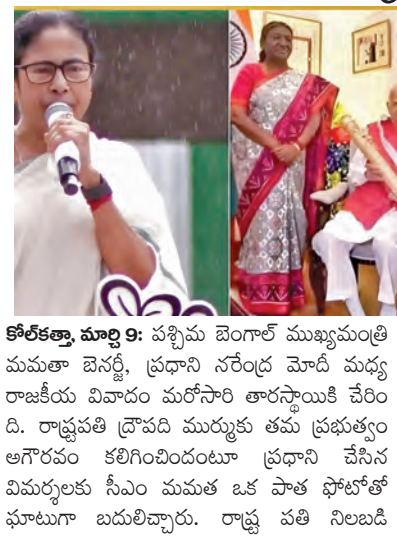 కోల్‌కత్తా, మార్చి 9: పశ్చిమ బెంగాల్ ముఖ్యమంత్రి
మమతా బెనర్జీ, ప్రధాని నరేంద్ర మోదీ మధ్య
రాజకీయ వివాదం మరోసారి తారస్థాయికి చేరిం
ది. రాష్ట్రపతి ద్రౌపది ముర్ముకు తమ ప్రభుత్వం
అగౌరవం కలిగించిందంటూ ప్రధాని చేసిన
విమర్శలకు సీఎం మమత ఒక పాత ఫోటోతో
ఘాటుగా బదులిచ్చారు. రాష్ట్ర పతి నిలబడి